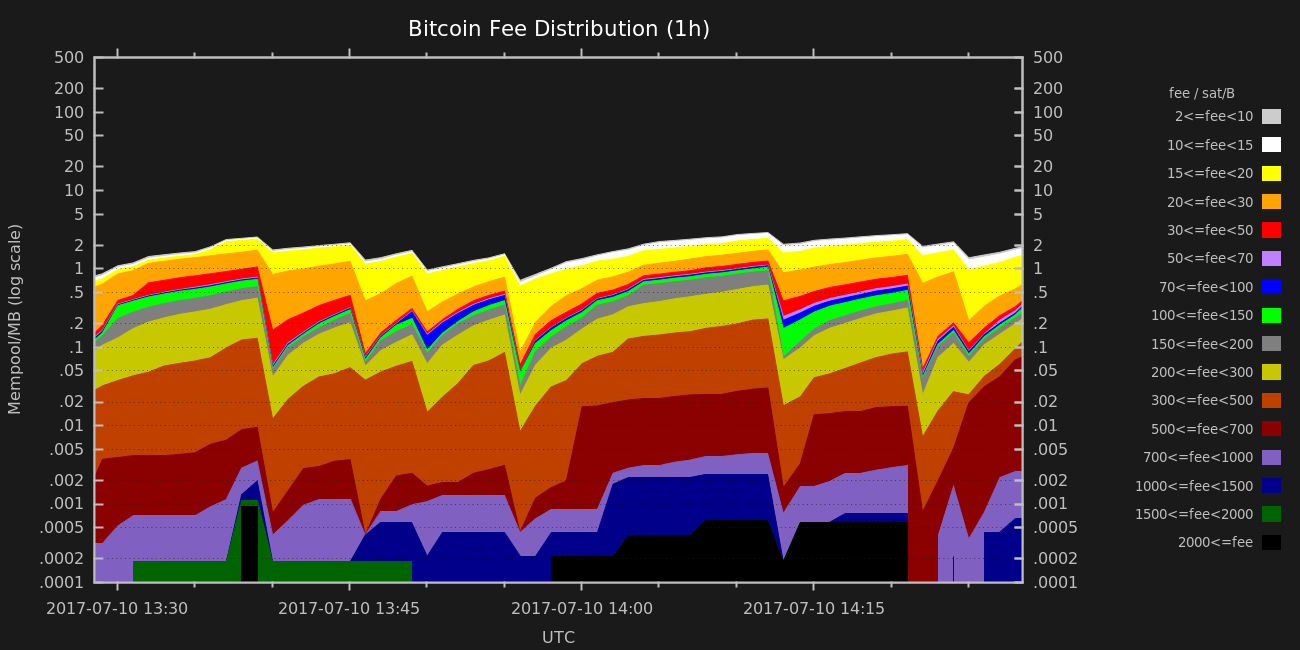 Bitcoin Fee Distribution (1h)
500 500
200 200
100 100
50 50
20 20
10 10
5 5
2 2
1 1
.5 .5
.2 .2
.1 .1
.05 .05
.02 .02
.01 .01
.005 .005
.002 .002
.001 .001
.0005 .0005
.0002 .0002
.0001 .0001
Mempool/MB (log scale)
2017-07-10 13:30 2017-07-10 13:45 2017-07-10 14:00 2017-07-10 14:15
UTC
fee / sat/B
2<=fee<10
10<=fee<15
15<=fee<20
20<=fee<30
30<=fee<50
50<=fee<70
70<=fee<100
100<=fee<150
150<=fee<200
200<=fee<300
300<=fee<500
500<=fee<700
700<=fee<1000
1000<=fee<1500
1500<=fee<2000
2000<=fee